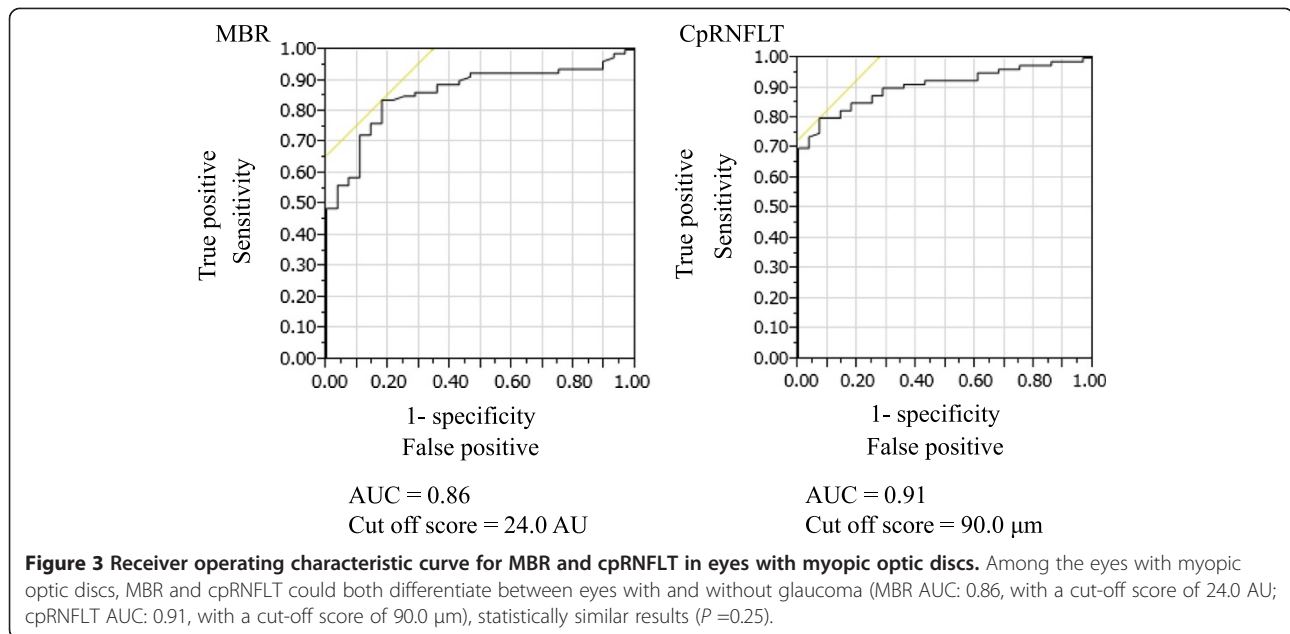 MBR
1.00
0.90
0.80
0.70
0.60
0.50
0.40
0.30
0.20
0.10
0.00
True positive
Sensitivity
0.00 0.20 0.40 0.60 0.80 1.00
1- specificity
False positive
AUC = 0.86
Cut off score = 24.0 AU
CpRNFLT
1.00
0.90
0.80
0.70
0.60
0.50
0.40
0.30
0.20
0.10
0.00
True positive
Sensitivity
0.00 0.20 0.40 0.60 0.80 1.00
1- specificity
False positive
AUC = 0.91
Cut off score = 90.0 μm
Figure 3 Receiver operating characteristic curve for MBR and cpRNFLT in eyes with myopic optic discs. Among the eyes with myopic
optic discs, MBR and cpRNFLT could both differentiate between eyes with and without glaucoma (MBR AUC: 0.86, with a cut-off score of 24.0 AU;
cpRNFLT AUC: 0.91, with a cut-off score of 90.0 μm), statistically similar results (P =0.25).